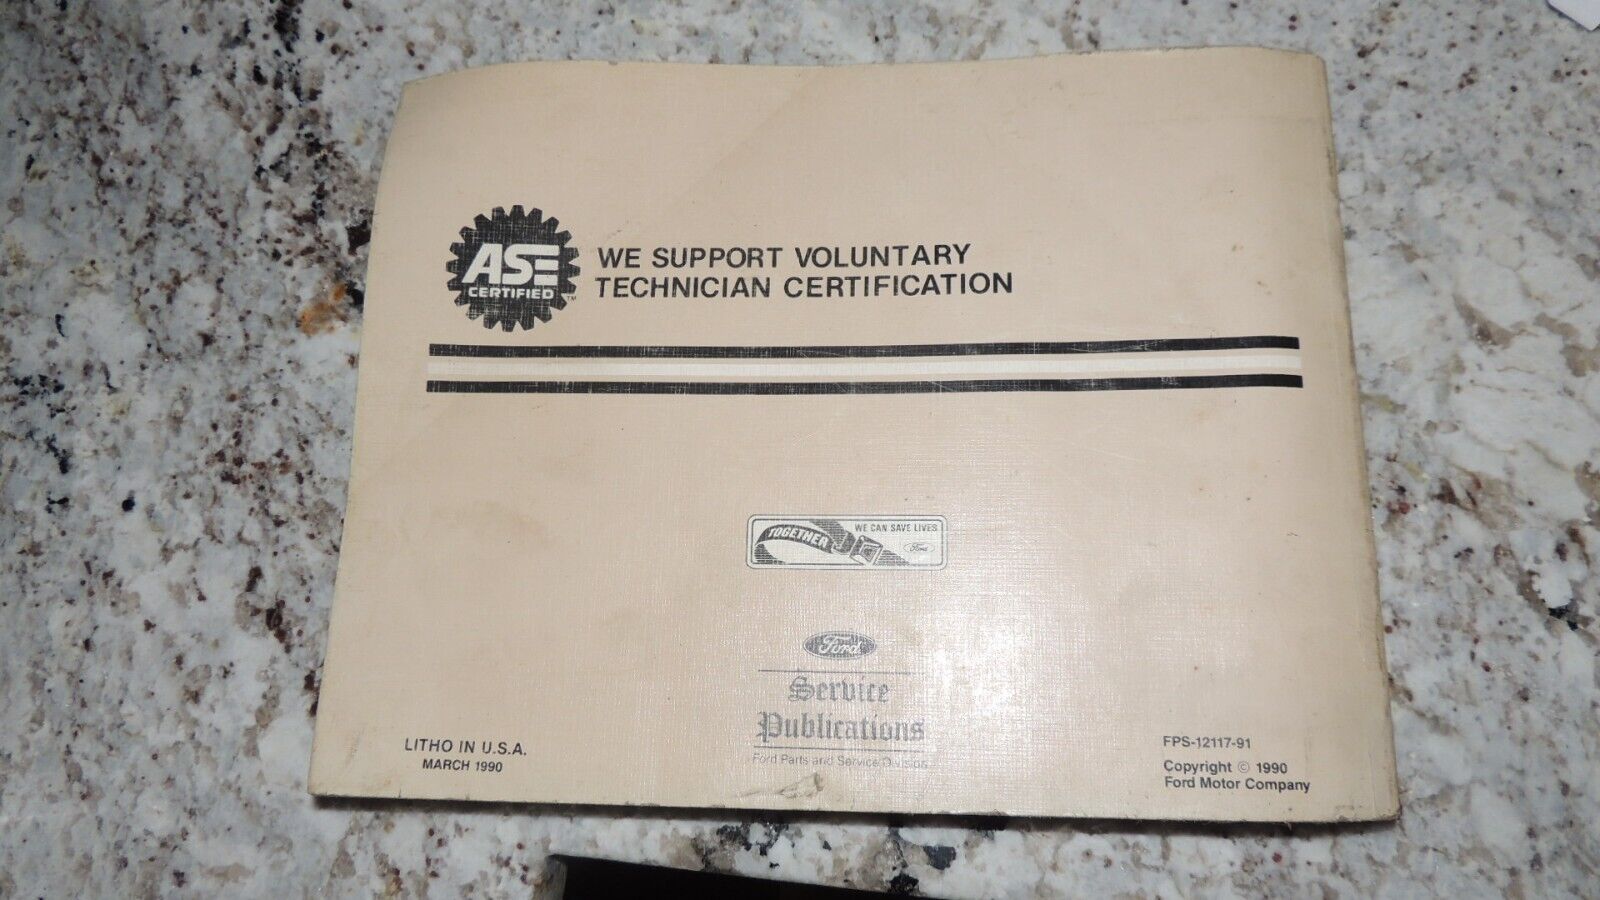 ASE
CERTIFIED™
WE SUPPORT VOLUNTARY
TECHNICIAN CERTIFICATION
TOGETHER
WE CAN SAVE LIVES
Ford
Ford
Service
Publications
Ford Parts and Service Division
LITHO IN U.S.A.
MARCH 1990
FPS-12117-91
Copyright © 1990
Ford Motor Company